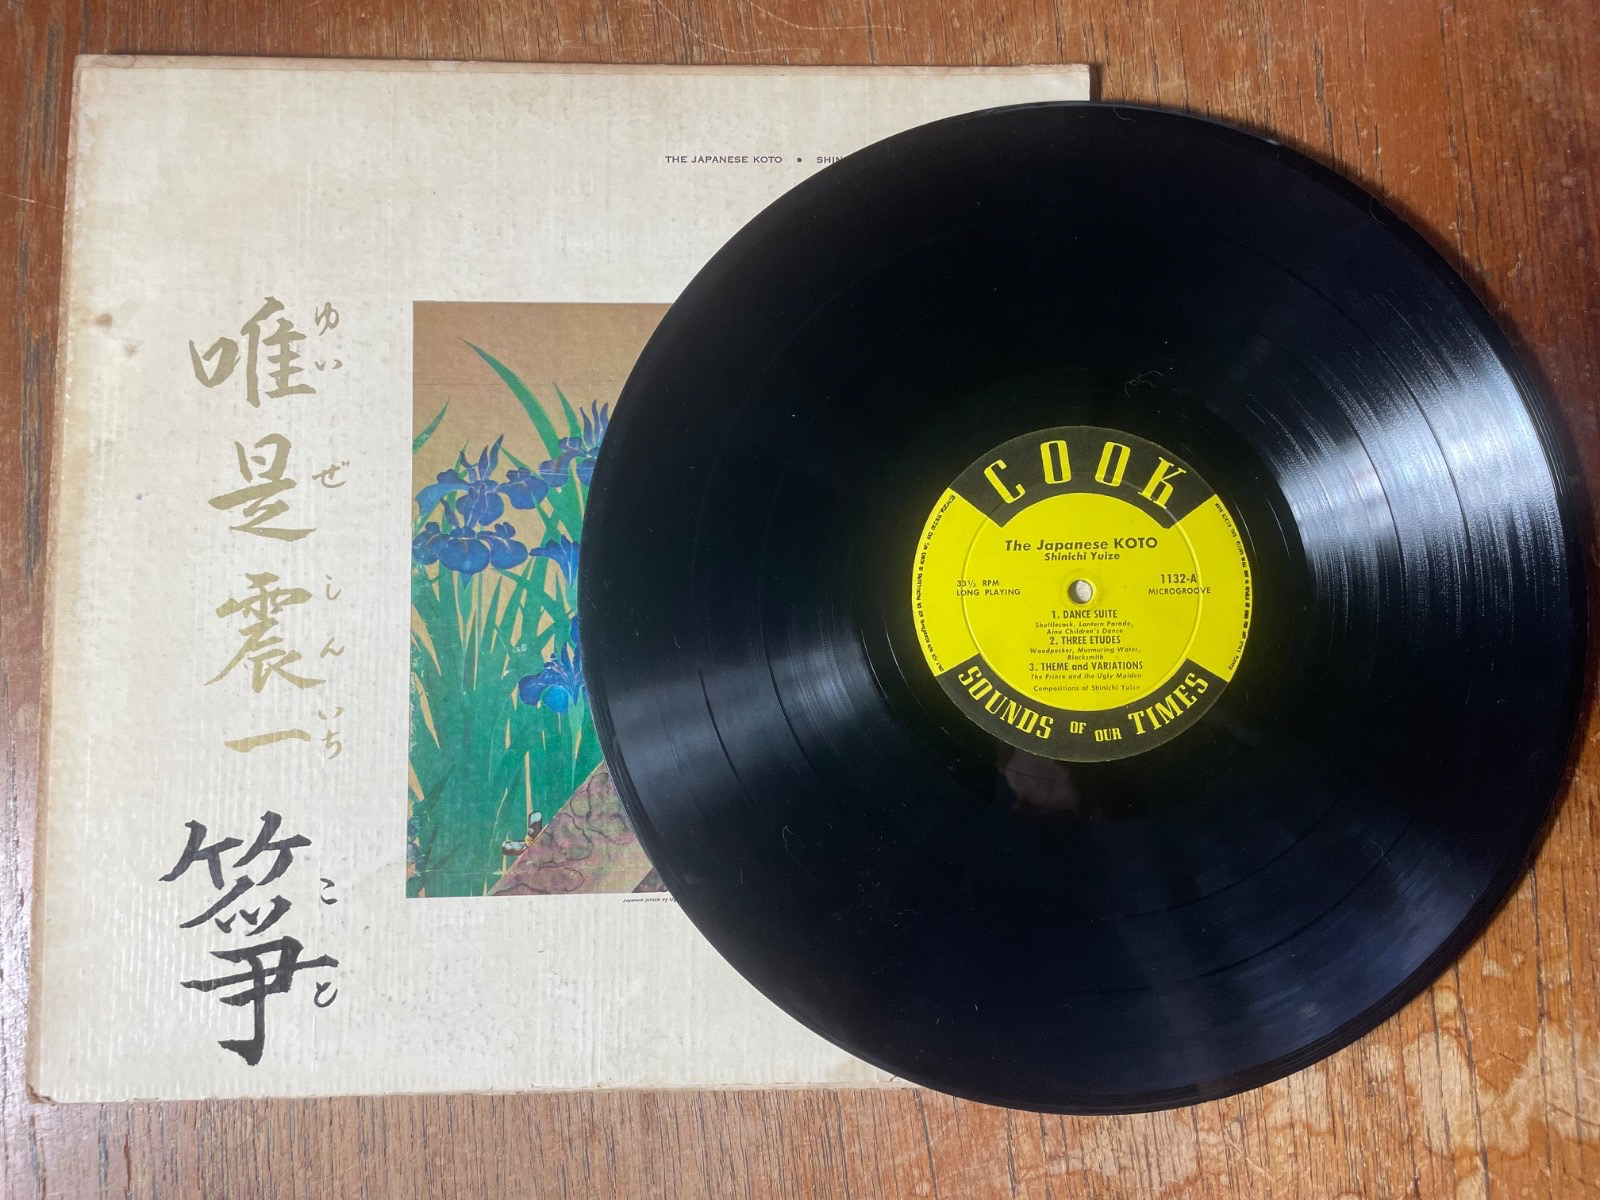 THE JAPANESE KOTO • SHIN
唯是震一
ゆいぜしんいち
箏
こと
COOK
The Japanese KOTO
Shinichi Yuize
33⅓ RPM
LONG PLAYING
1132-A
MICROGROOVE
1. DANCE SUITE
Shuttlecock, Lantern Parade,
Ainu Children's Dance
2. THREE ETUDES
Woodpecker, Murmuring Water,
Blacksmith
3. THEME and VARIATIONS
The Prince and the Ugly Maiden
Compositions of Shinichi Yuize
SOUNDS OF OUR TIMES